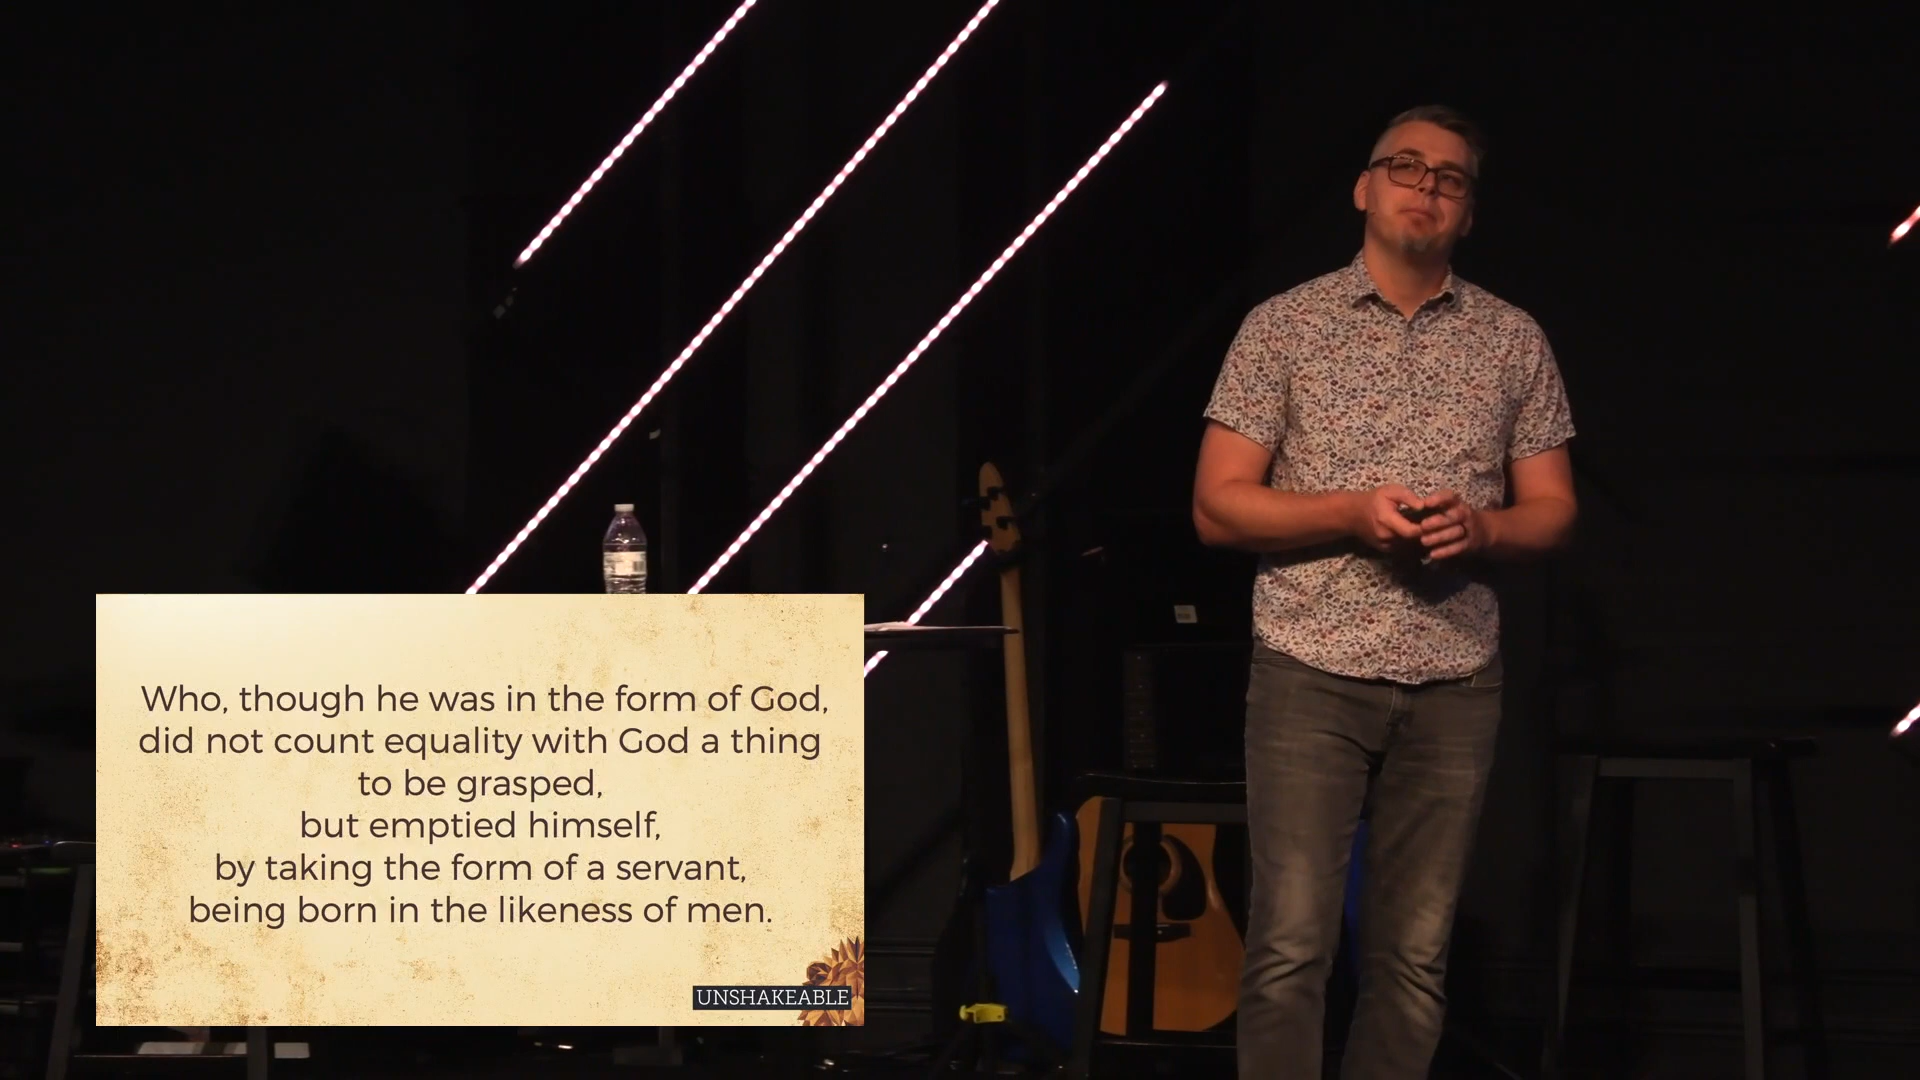 Who, though he was in the form of God,
did not count equality with God a thing
to be grasped,
but emptied himself,
by taking the form of a servant,
being born in the likeness of men.
UNSHAKEABLE